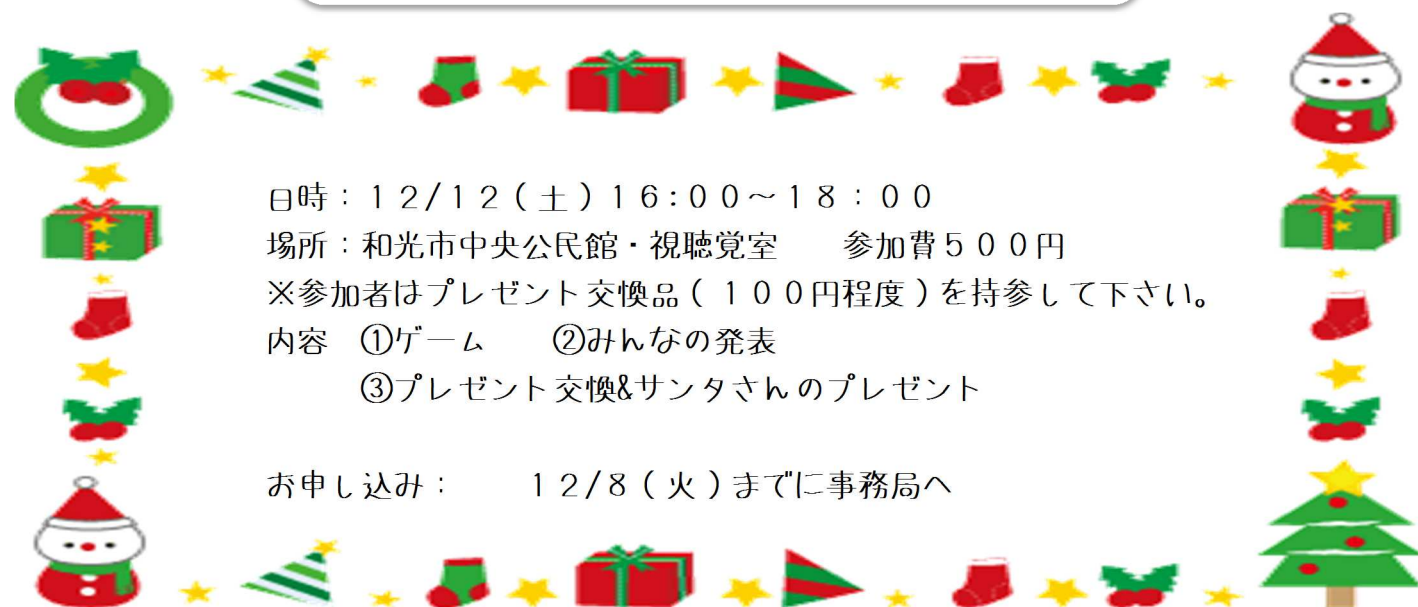 日時：１２/１２(土)１６:００～１８：００
場所：和光市中央公民館・視聴覚室　　参加費５００円
※参加者はプレゼント交換品(１００円程度)を持参して下さい。
内容　①ゲーム　　②みんなの発表
③プレゼント交換&サンタさんのプレゼント
お申し込み：　　１２/８(火)までに事務局へ